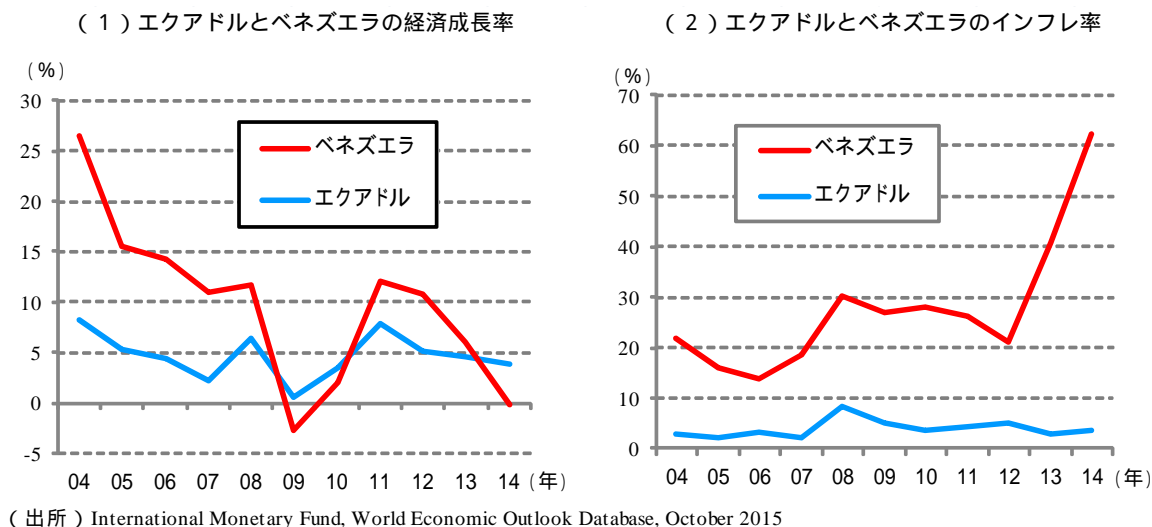 （１）エクアドルとベネズエラの経済成長率
(％)
30
25
20
15
10
5
0
-5
ベネズエラ
エクアドル
04 05 06 07 08 09 10 11 12 13 14 (年)
（２）エクアドルとベネズエラのインフレ率
(％)
70
60
50
40
30
20
10
0
ベネズエラ
エクアドル
04 05 06 07 08 09 10 11 12 13 14 (年)
（出所）International Monetary Fund, World Economic Outlook Database, October 2015